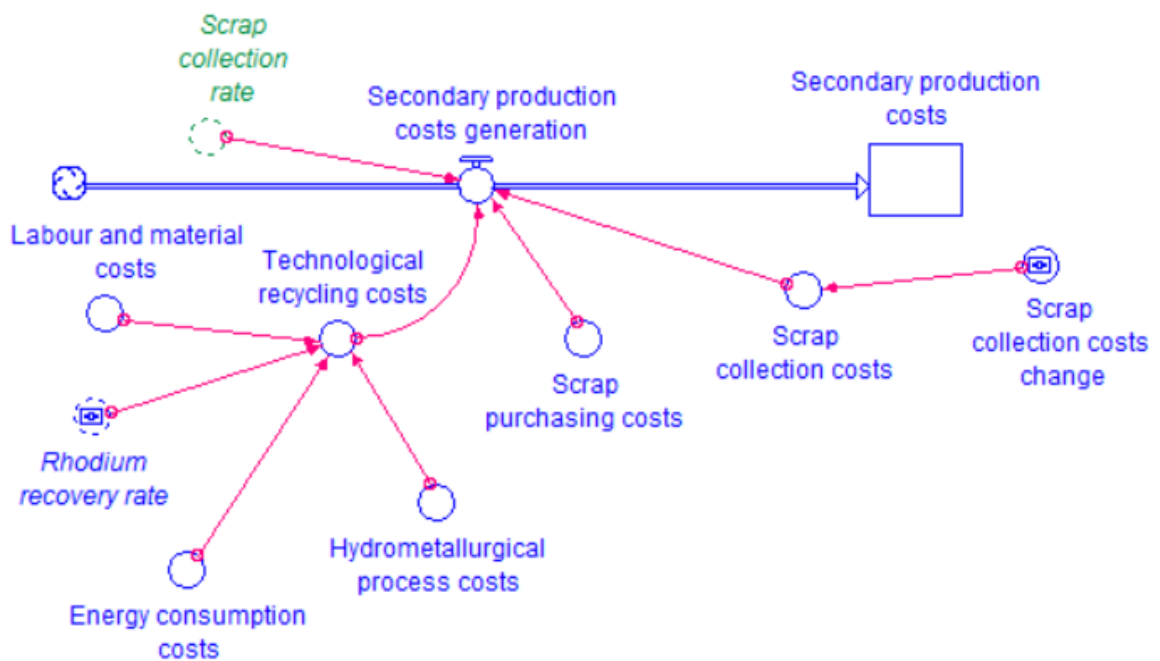 Scrap
collection
rate
Secondary production
costs generation
Secondary production
costs
Labour and material
costs
Technological
recycling costs
Scrap
purchasing costs
Scrap
collection costs
Scrap
collection costs
change
Rhodium
recovery rate
Hydrometallurgical
process costs
Energy consumption
costs